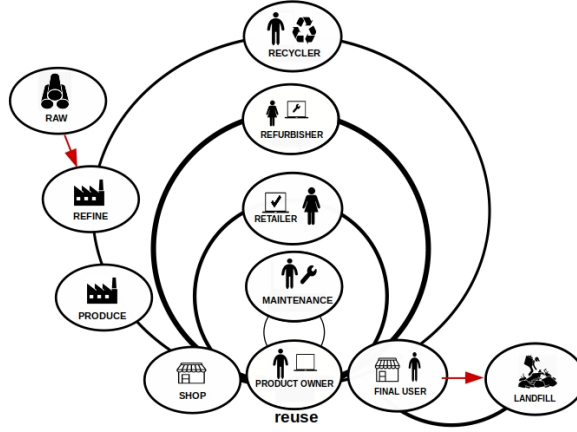 RECYCLER
RAW
REFURBISHER
REFINE
RETAILER
PRODUCE
MAINTENANCE
SHOP
PRODUCT OWNER
FINAL USER
LANDFILL
reuse